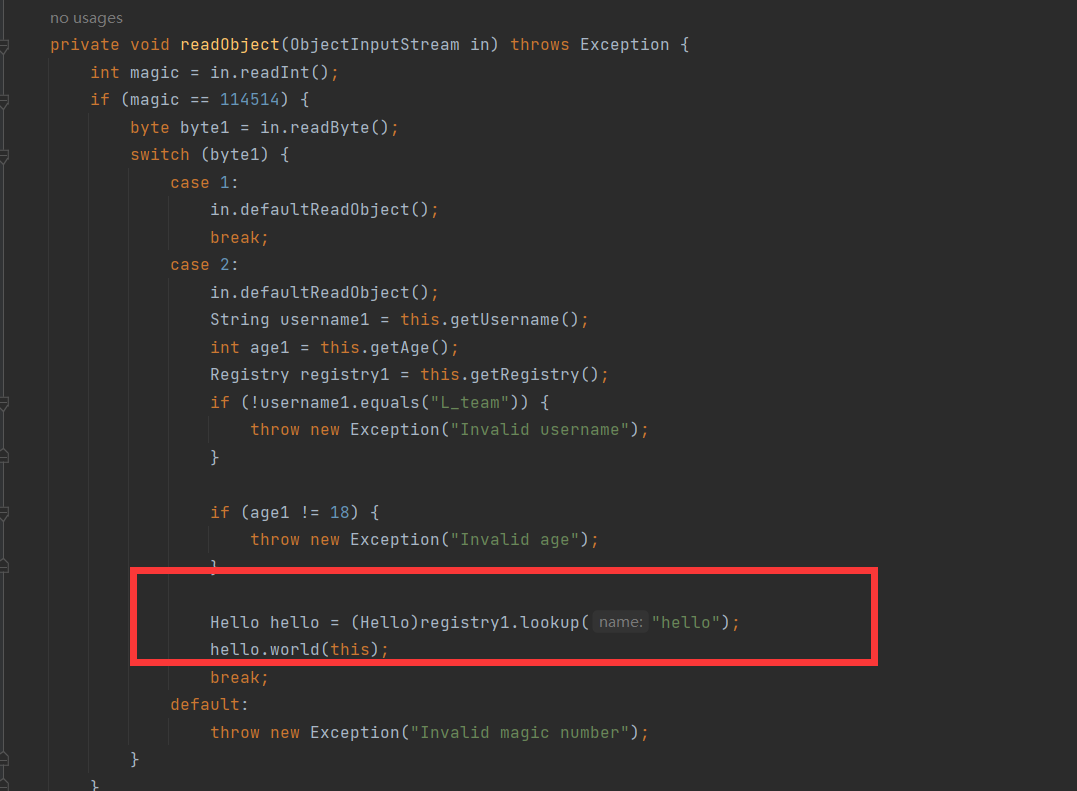 no usages
private void readObject(ObjectInputStream in) throws Exception {
int magic = in.readInt();
if (magic == 114514) {
byte byte1 = in.readByte();
switch (byte1) {
case 1:
in.defaultReadObject();
break;
case 2:
in.defaultReadObject();
String username1 = this.getUsername();
int age1 = this.getAge();
Registry registry1 = this.getRegistry();
if (!username1.equals("L_team")) {
throw new Exception("Invalid username");
}
if (age1 != 18) {
throw new Exception("Invalid age");
}
Hello hello = (Hello)registry1.lookup( name: "hello");
hello.world(this);
break;
default:
throw new Exception("Invalid magic number");
}
}